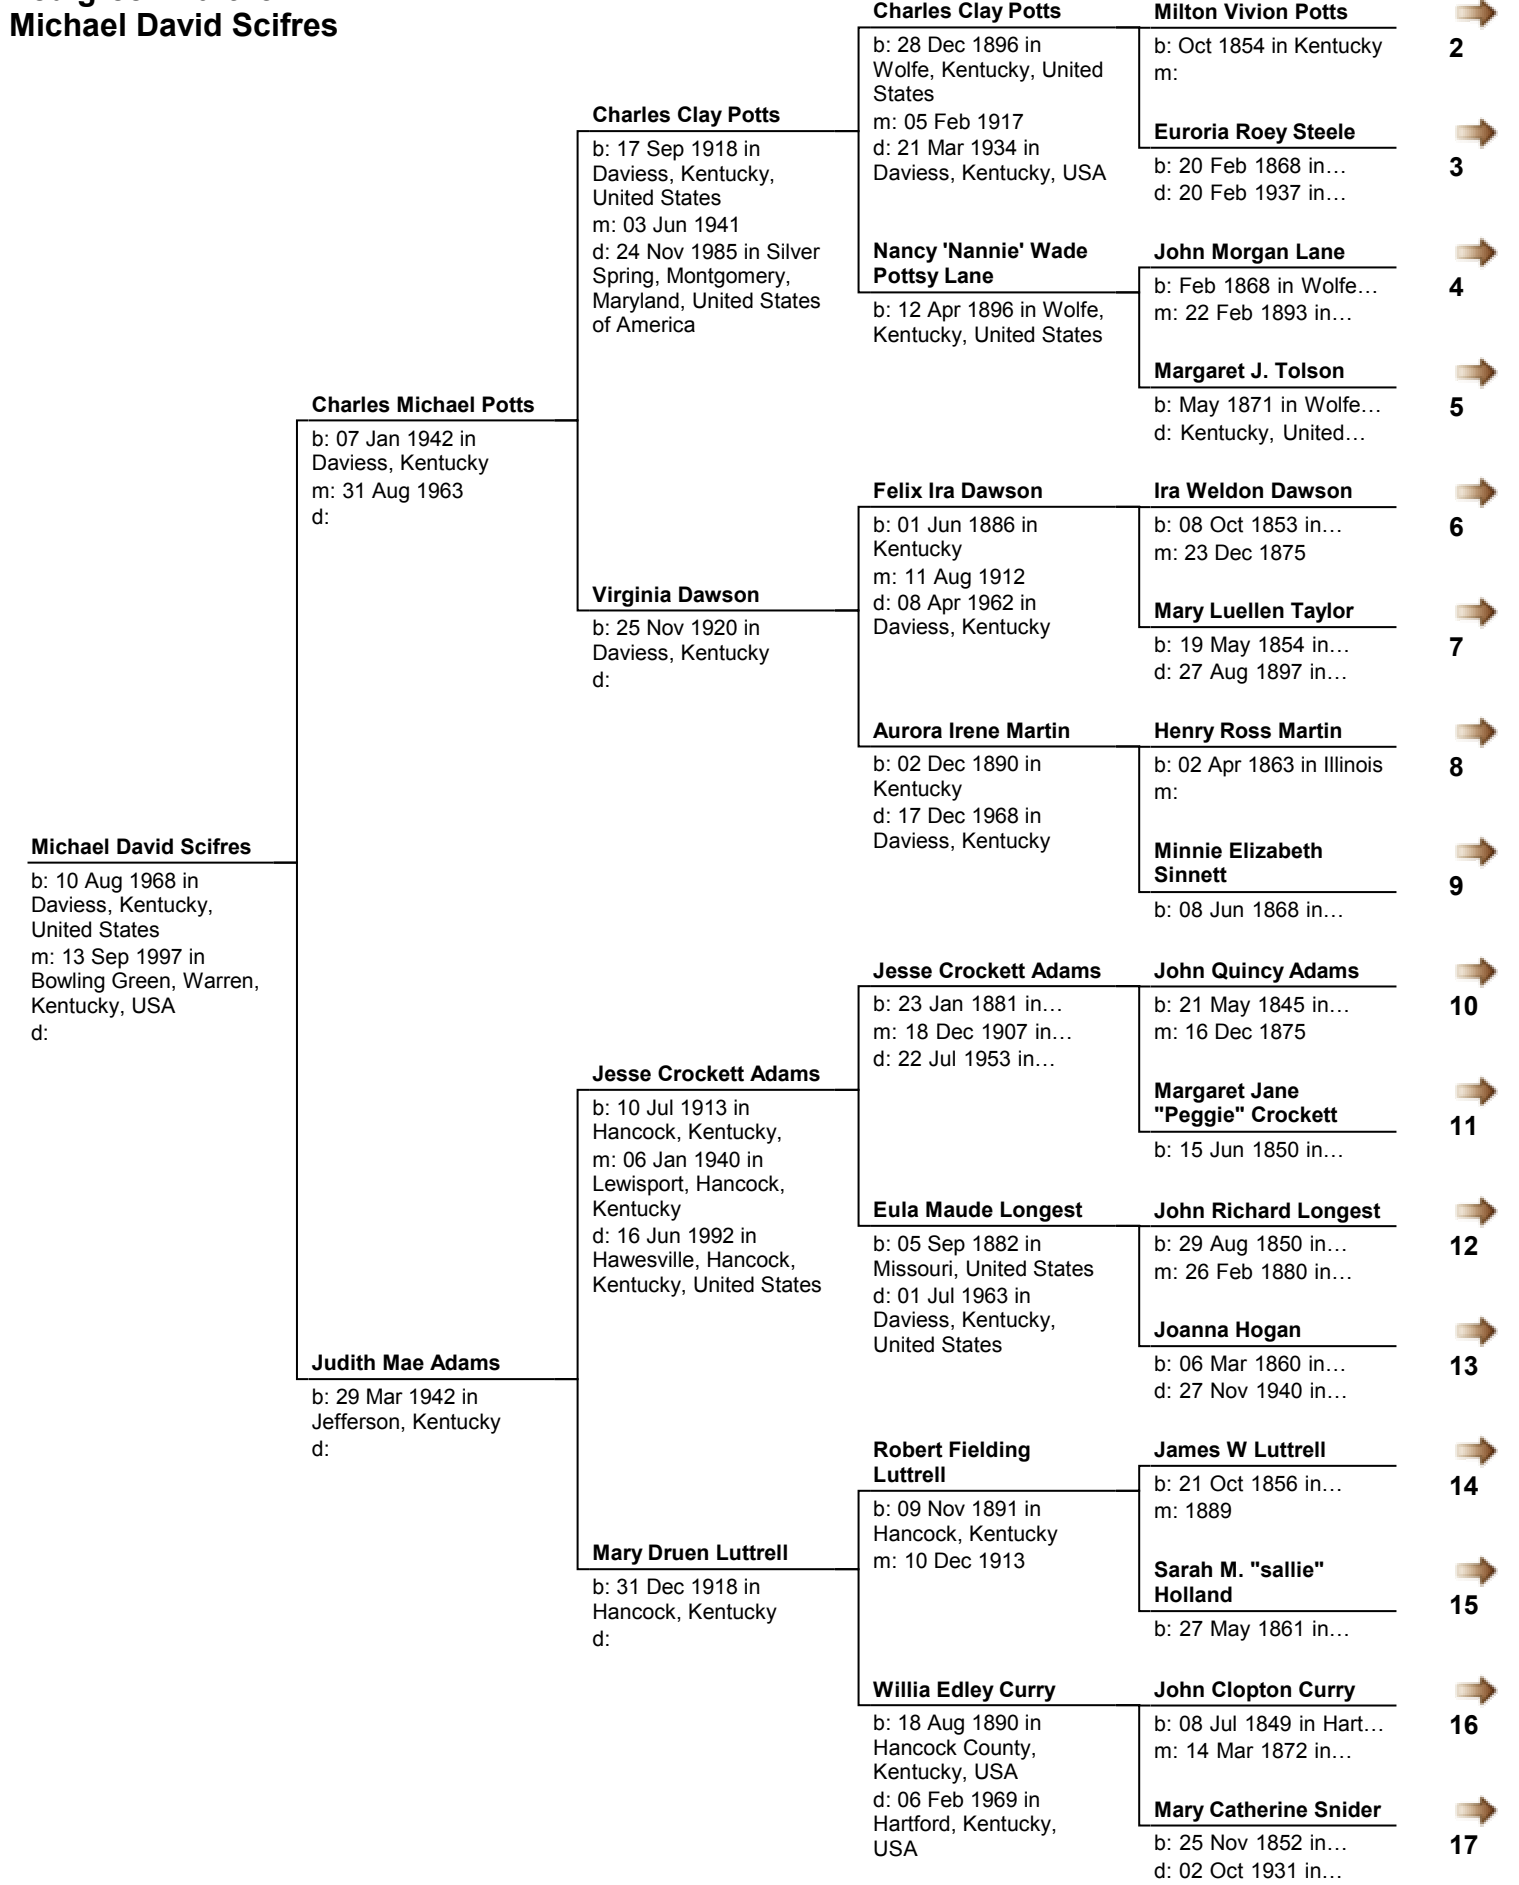 Michael David Scifres
Michael David Scifres
b: 10 Aug 1968 in
Daviess, Kentucky,
United States
m: 13 Sep 1997 in
Bowling Green, Warren,
Kentucky, USA
d:
Charles Michael Potts
b: 07 Jan 1942 in
Daviess, Kentucky
m: 31 Aug 1963
d:
Judith Mae Adams
b: 29 Mar 1942 in
Jefferson, Kentucky
d:
Charles Clay Potts
b: 17 Sep 1918 in
Daviess, Kentucky,
United States
m: 03 Jun 1941
d: 24 Nov 1985 in Silver
Spring, Montgomery,
Maryland, United States
of America
Virginia Dawson
b: 25 Nov 1920 in
Daviess, Kentucky
d:
Jesse Crockett Adams
b: 10 Jul 1913 in
Hancock, Kentucky,
m: 06 Jan 1940 in
Lewisport, Hancock,
Kentucky
d: 16 Jun 1992 in
Hawesville, Hancock,
Kentucky, United States
Mary Druen Luttrell
b: 31 Dec 1918 in
Hancock, Kentucky
d:
Charles Clay Potts
b: 28 Dec 1896 in
Wolfe, Kentucky, United
States
m: 05 Feb 1917
d: 21 Mar 1934 in
Daviess, Kentucky, USA
Nancy 'Nannie' Wade
Pottsy Lane
b: 12 Apr 1896 in Wolfe,
Kentucky, United States
Felix Ira Dawson
b: 01 Jun 1886 in
Kentucky
m: 11 Aug 1912
d: 08 Apr 1962 in
Daviess, Kentucky
Aurora Irene Martin
b: 02 Dec 1890 in
Kentucky
d: 17 Dec 1968 in
Daviess, Kentucky
Jesse Crockett Adams
b: 23 Jan 1881 in…
m: 18 Dec 1907 in…
d: 22 Jul 1953 in…
Eula Maude Longest
b: 05 Sep 1882 in
Missouri, United States
d: 01 Jul 1963 in
Daviess, Kentucky,
United States
Robert Fielding
Luttrell
b: 09 Nov 1891 in
Hancock, Kentucky
m: 10 Dec 1913
Willia Edley Curry
b: 18 Aug 1890 in
Hancock County,
Kentucky, USA
d: 06 Feb 1969 in
Hartford, Kentucky,
USA
Milton Vivion Potts
b: Oct 1854 in Kentucky
m:
2
Euroria Roey Steele
b: 20 Feb 1868 in…
d: 20 Feb 1937 in…
3
John Morgan Lane
b: Feb 1868 in Wolfe…
m: 22 Feb 1893 in…
4
Margaret J. Tolson
b: May 1871 in Wolfe…
d: Kentucky, United…
5
Ira Weldon Dawson
b: 08 Oct 1853 in…
m: 23 Dec 1875
6
Mary Luellen Taylor
b: 19 May 1854 in…
d: 27 Aug 1897 in…
7
Henry Ross Martin
b: 02 Apr 1863 in Illinois
m:
8
Minnie Elizabeth
Sinnett
b: 08 Jun 1868 in…
9
John Quincy Adams
b: 21 May 1845 in…
m: 16 Dec 1875
10
Margaret Jane
"Peggie" Crockett
b: 15 Jun 1850 in…
11
John Richard Longest
b: 29 Aug 1850 in…
m: 26 Feb 1880 in…
12
Joanna Hogan
b: 06 Mar 1860 in…
d: 27 Nov 1940 in…
13
James W Luttrell
b: 21 Oct 1856 in…
m: 1889
14
Sarah M. "sallie"
Holland
b: 27 May 1861 in…
15
John Clopton Curry
b: 08 Jul 1849 in Hart…
m: 14 Mar 1872 in…
16
Mary Catherine Snider
b: 25 Nov 1852 in…
d: 02 Oct 1931 in…
17